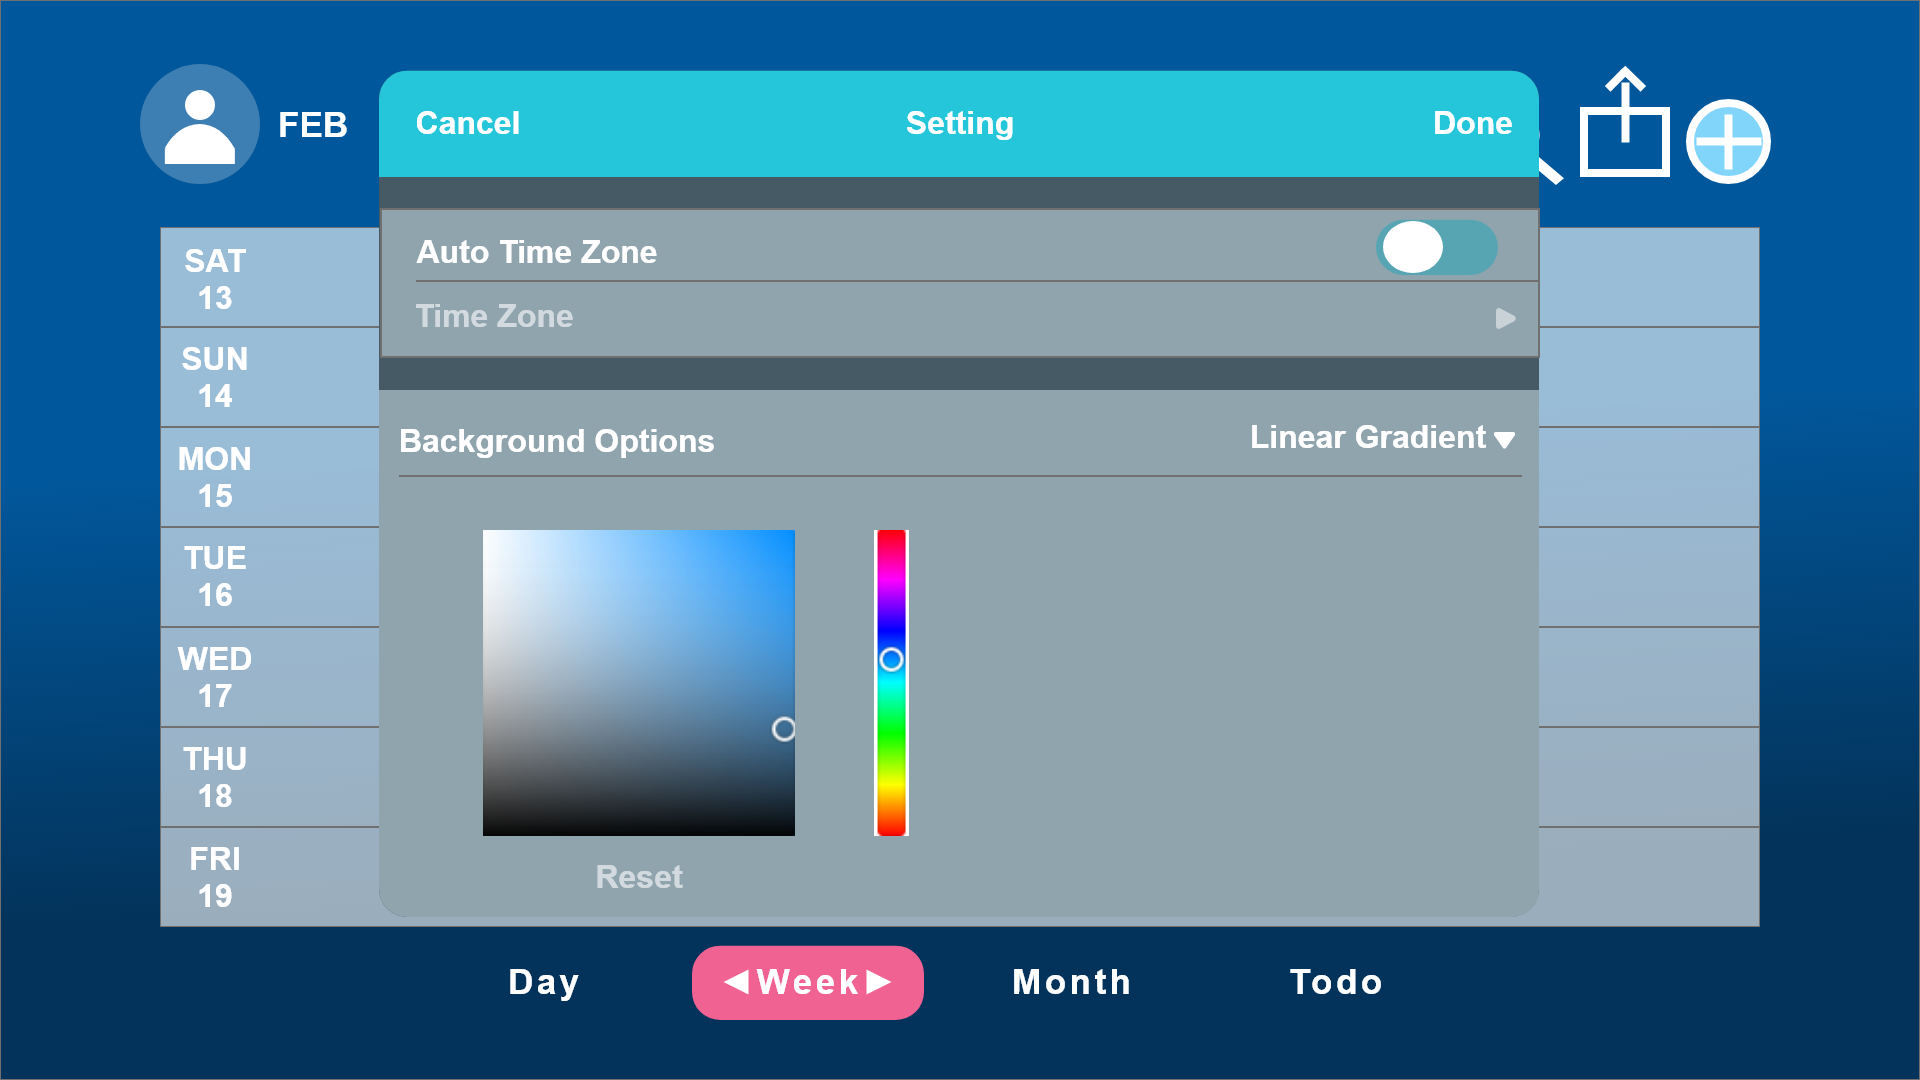 FEB
Cancel
Setting
Done
Auto Time Zone
Time Zone
Background Options
Linear Gradient
Reset
SAT
13
SUN
14
MON
15
TUE
16
WED
17
THU
18
FRI
19
Day
Week
Month
Todo